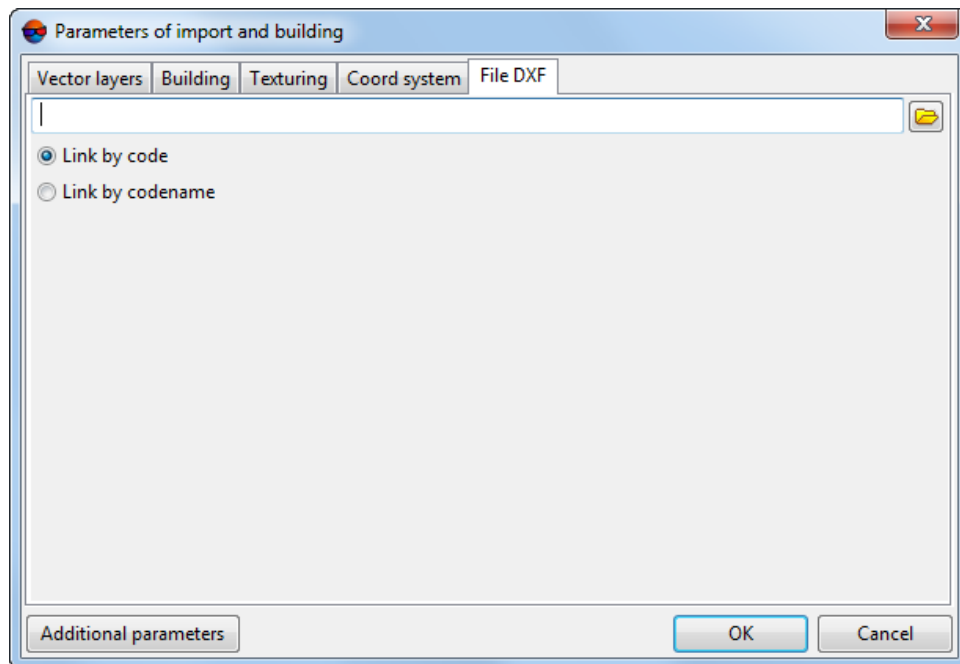 Parameters of import and building
Vector layers Building Texturing Coord system File DXF
Link by code
Link by codename
Additional parameters OK Cancel